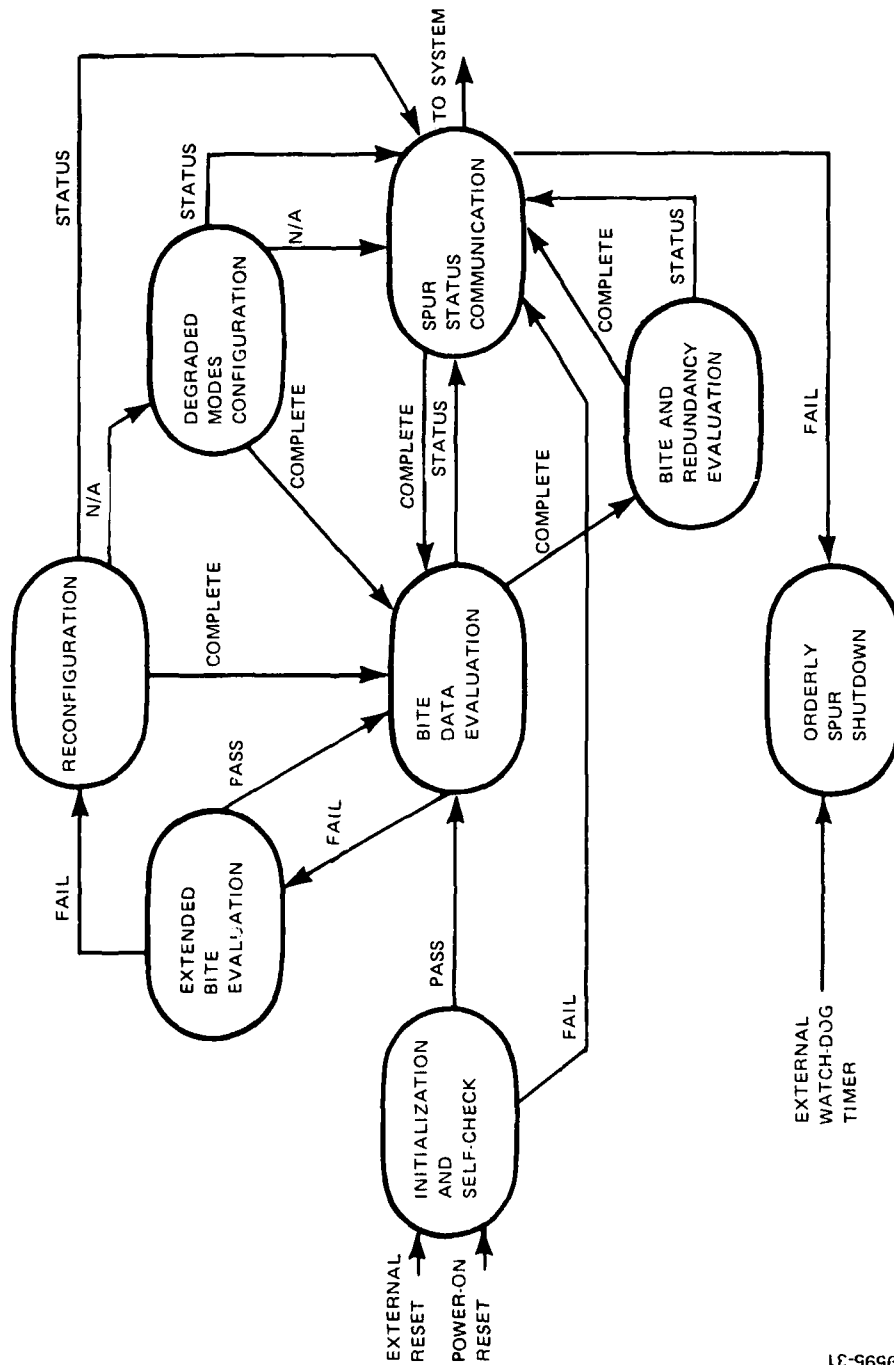 STATUS
RECONFIGURATION
N/A
FAIL
EXTENDED
BITE
EVALUATION
DEGRADED
MODES
CONFIGURATION
STATUS
N/A
PASS
COMPLETE
COMPLETE
FAIL
EXTERNAL
RESET
POWER-ON
RESET
INITIALIZATION
AND
SELF-CHECK
PASS
BITE
DATA
EVALUATION
COMPLETE
STATUS
SPUR
STATUS
COMMUNICATION
TO SYSTEM
FAIL
COMPLETE
COMPLETE
STATUS
BITE AND
REDUNDANCY
EVALUATION
FAIL
EXTERNAL
WATCH-DOG
TIMER
ORDERLY
SPUR
SHUTDOWN
9595-31